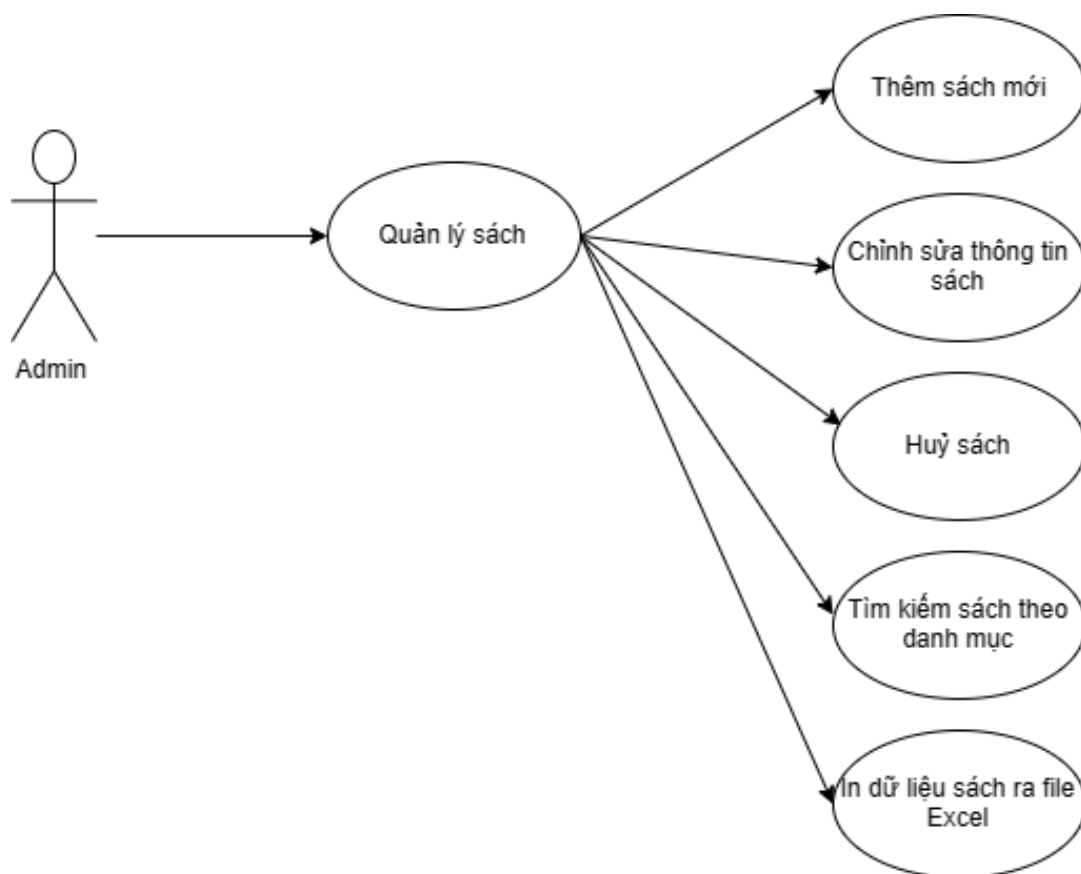 Thêm sách mới
Quản lý sách
Chỉnh sửa thông tin
sách
Admin
Huỷ sách
Tìm kiếm sách theo
danh mục
In dữ liệu sách ra file
Excel